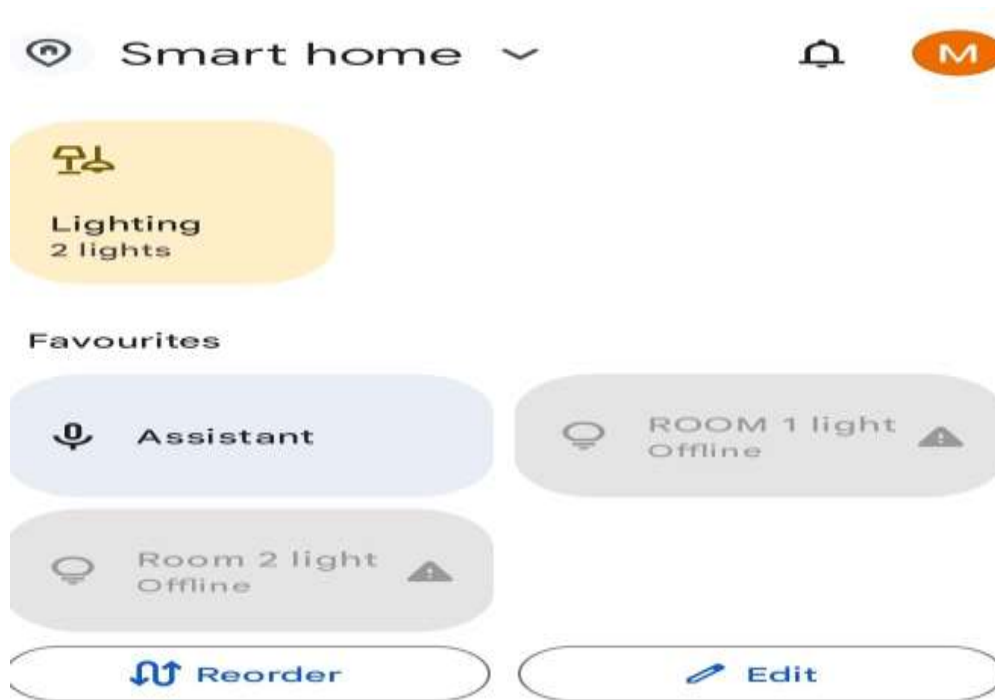 Smart home
M
Lighting
2 lights
Favourites
Assistant
ROOM 1 light
Offline
Room 2 light
Offline
Reorder
Edit